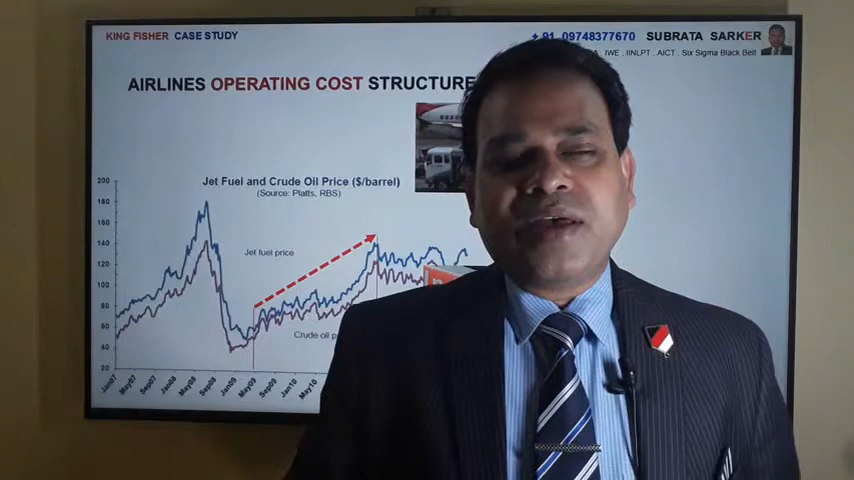 KING FISHER CASE STUDY
+ 91 09748377670 SUBRATA SARKER
IWE . IINLPT . AICT . Six Sigma Black Belt
AIRLINES OPERATING COST STRUCTURE
Jet Fuel and Crude Oil Price ($/barrel)
(Source: Platts, RBS)
200
180
160
140
120
100
80
60
40
20
Jet fuel price
Crude oil
Jan07
May07
Sep07
Jan08
May08
Sep08
Jan09
May09
Sep09
Jan10
May10